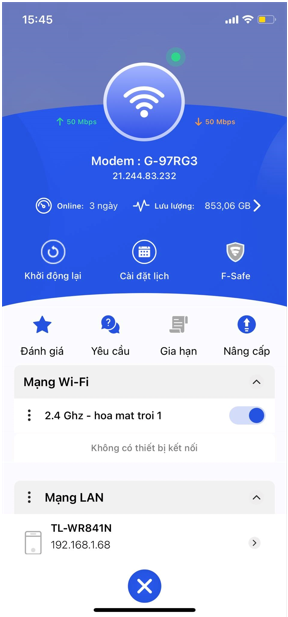 15:45
↑ 50 Mbps ↓ 50 Mbps
Modem : G-97RG3
21.244.83.232
Online: 3 ngày Lưu lượng: 853,06 GB
Khởi động lại Cài đặt lịch F-Safe
Đánh giá Yêu cầu Gia hạn Nâng cấp
Mạng Wi-Fi
2.4 Ghz - hoa mat troi 1
Không có thiết bị kết nối
Mạng LAN
TL-WR841N
192.168.1.68